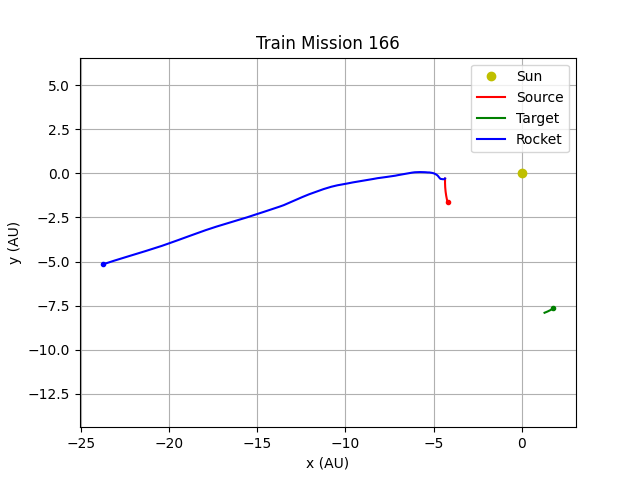 Train Mission 166
Sun
Source
Target
Rocket
5.0
2.5
0.0
−2.5
−5.0
−7.5
−10.0
−12.5
y (AU)
−25 −20 −15 −10 −5 0
x (AU)